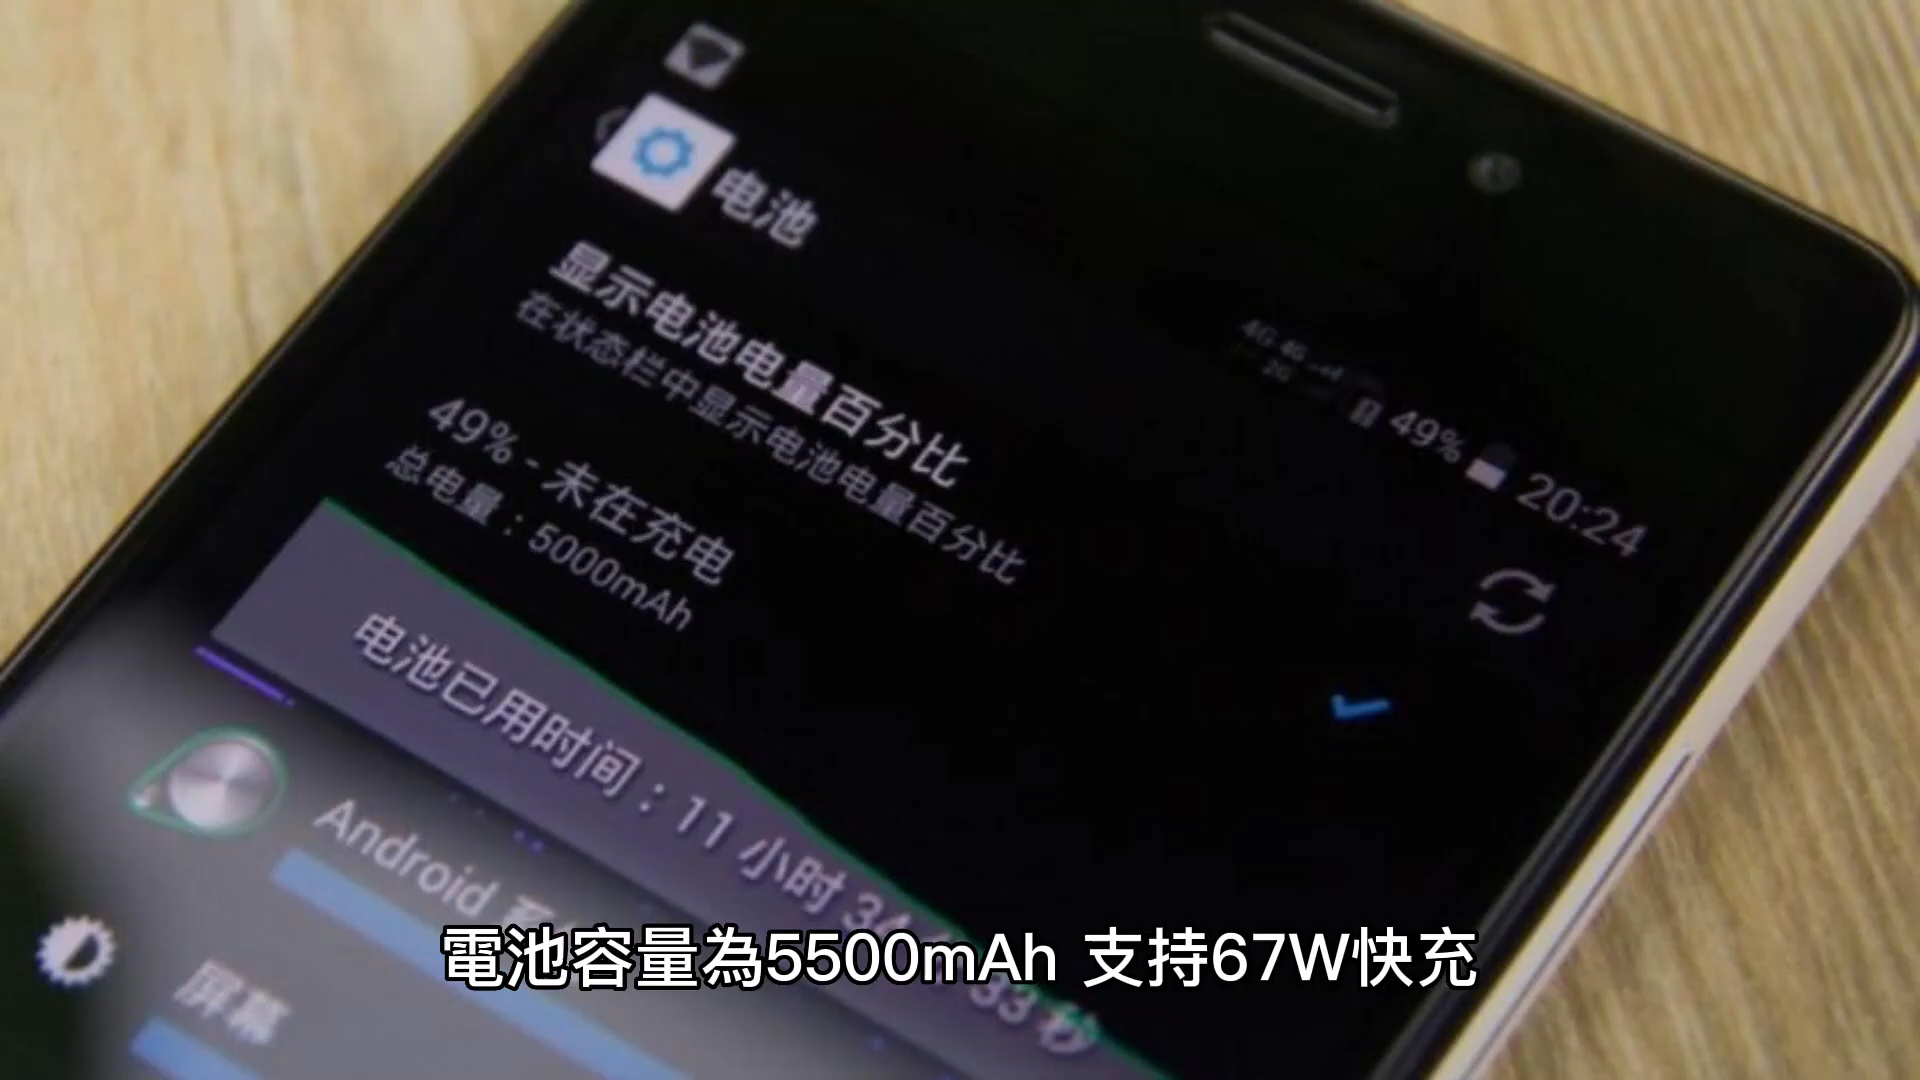 电池
显示电池电量百分比
在状态栏中显示电池电量百分比
49% - 未在充电
总电量：5000mAh
49% 20:24
电池已用时间：11 小时 34
33 秒
Android
屏幕
電池容量為5500mAh 支持67W快充